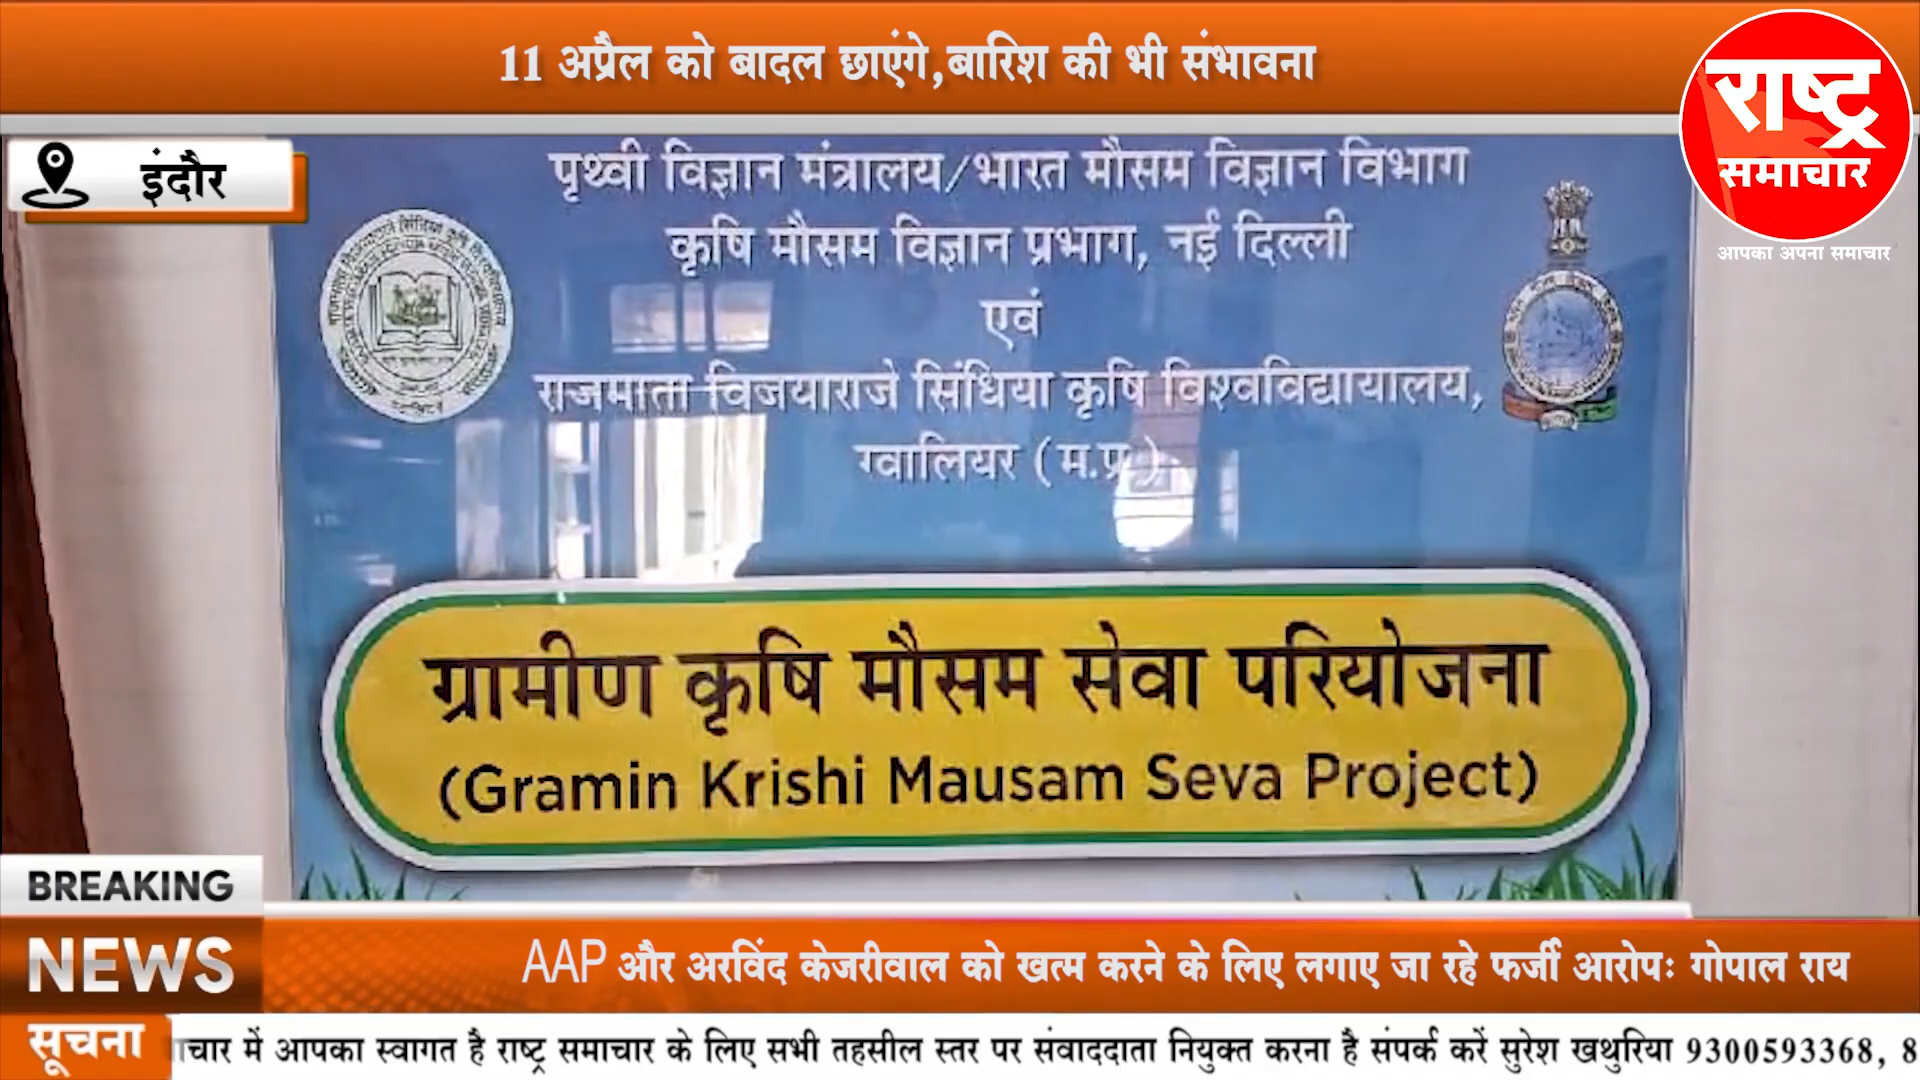 11 अप्रैल को बादल छाएंगे,बारिश की भी संभावना
राष्ट्र
समाचार
आपका अपना समाचार
इंदौर
पृथ्वी विज्ञान मंत्रालय/भारत मौसम विज्ञान विभाग
कृषि मौसम विज्ञान प्रभाग, नई दिल्ली
एवं
राजमाता विजयाराजे सिंधिया कृषि विश्वविद्यायालय,
ग्वालियर (म.प्र.)
ग्रामीण कृषि मौसम सेवा परियोजना
(Gramin Krishi Mausam Seva Project)
BREAKING
NEWS
AAP और अरविंद केजरीवाल को खत्म करने के लिए लगाए जा रहे फर्जी आरोपः गोपाल राय
सूचना
ाचार में आपका स्वागत है राष्ट्र समाचार के लिए सभी तहसील स्तर पर संवाददाता नियुक्त करना है संपर्क करें सुरेश खथुरिया 9300593368, 8